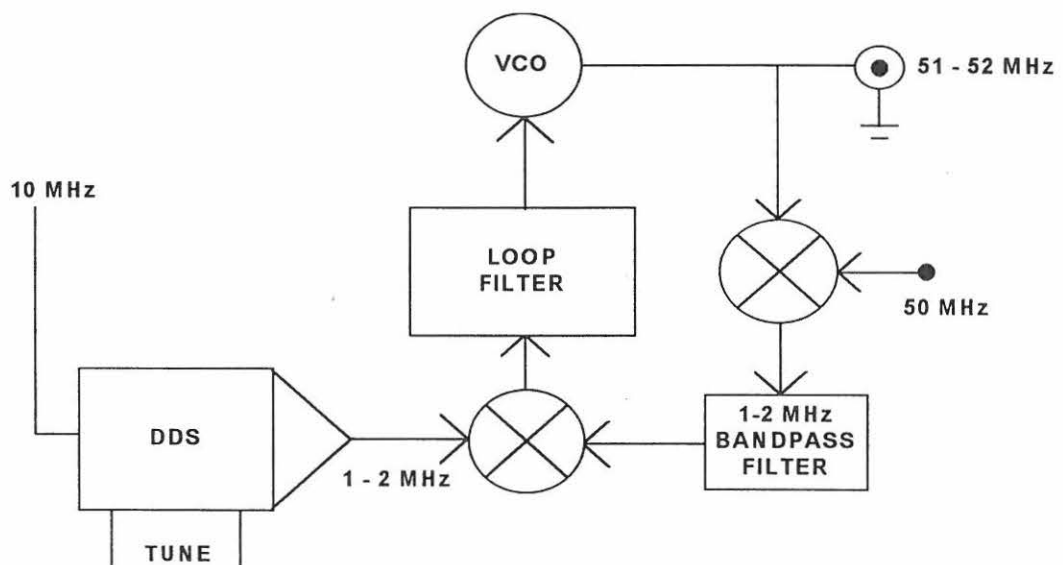 VCO
51 - 52 MHz
10 MHz
LOOP
FILTER
50 MHz
DDS
1 - 2 MHz
1-2 MHz
BANDPASS
FILTER
TUNE